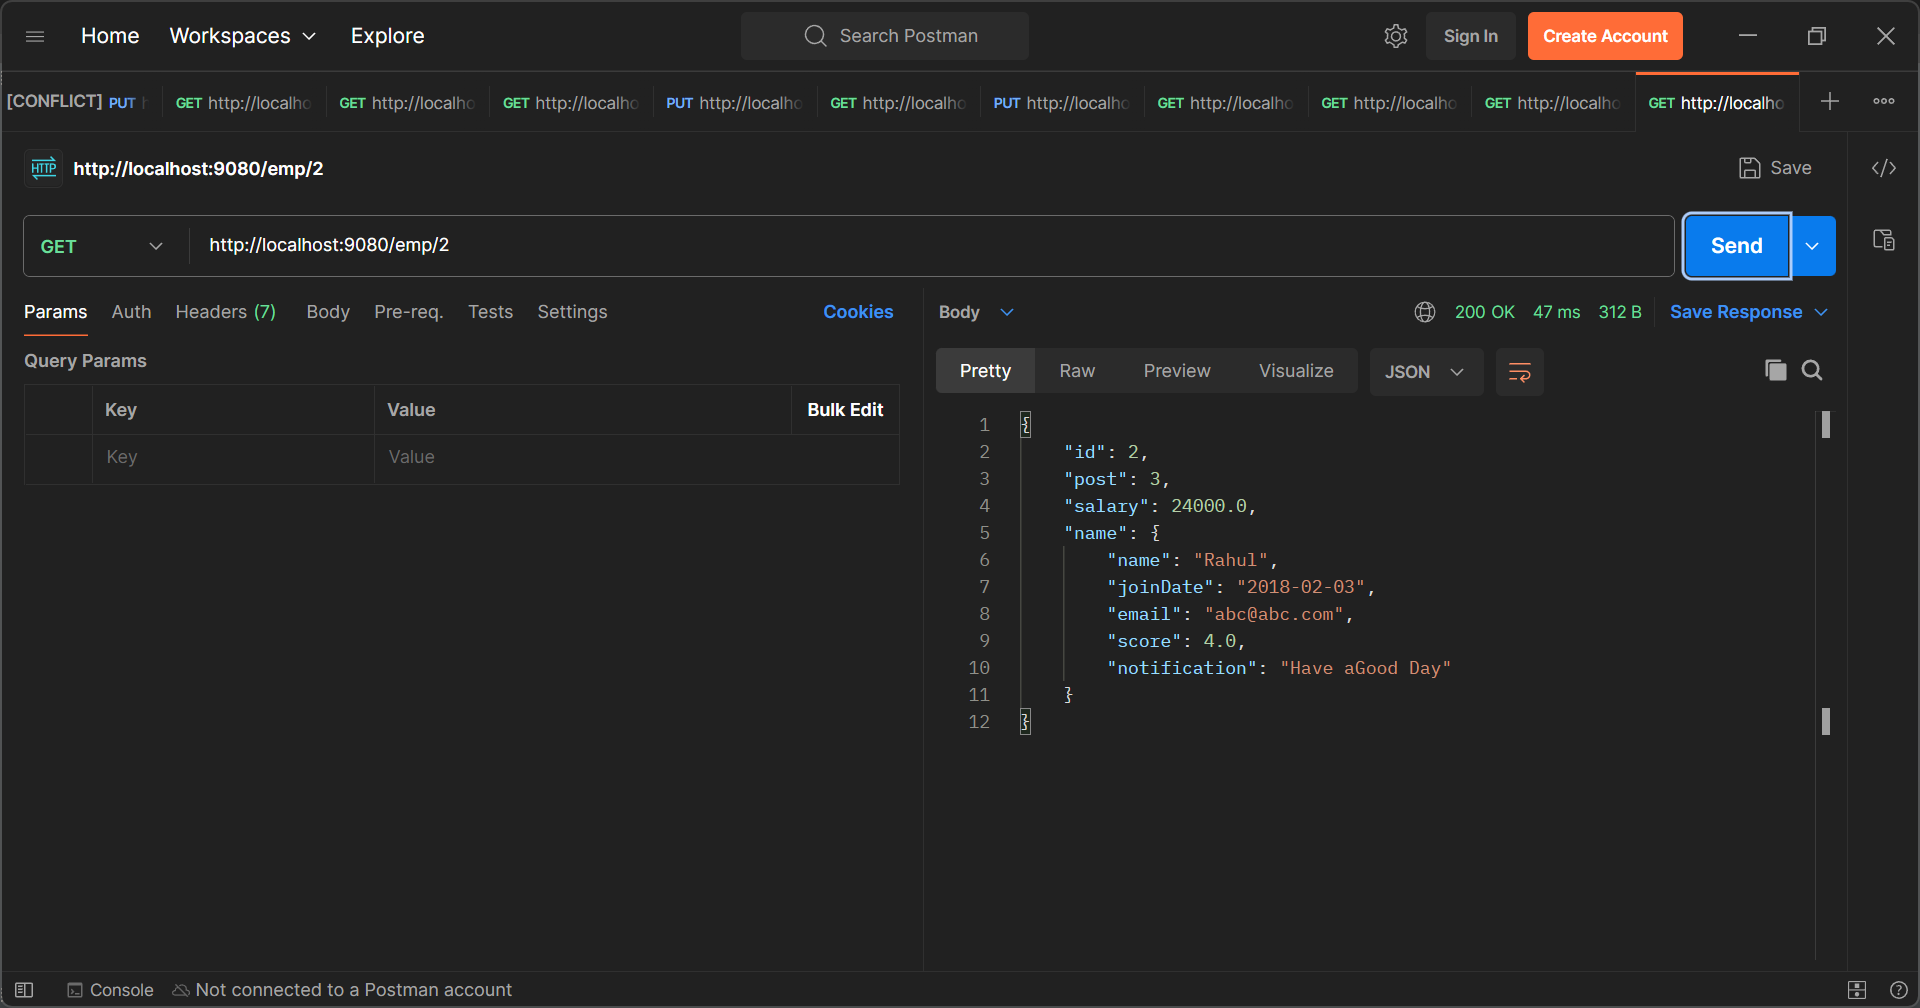 Home Workspaces Explore Search Postman Sign In Create Account
[CONFLICT] PUT h GET http://localho GET http://localho GET http://localho PUT http://localho GET http://localho PUT http://localho GET http://localho GET http://localho GET http://localho GET http://localho
HTTP http://localhost:9080/emp/2 Save </>
GET http://localhost:9080/emp/2 Send
Params Auth Headers (7) Body Pre-req. Tests Settings Cookies
Body 200 OK 47 ms 312 B Save Response
Query Params
Pretty Raw Preview Visualize JSON
Key Value Bulk Edit
Key Value
1 {
2 "id": 2,
3 "post": 3,
4 "salary": 24000.0,
5 "name": {
6 "name": "Rahul",
7 "joinDate": "2018-02-03",
8 "email": "abc@abc.com",
9 "score": 4.0,
10 "notification": "Have aGood Day"
11 }
12 }
Console Not connected to a Postman account